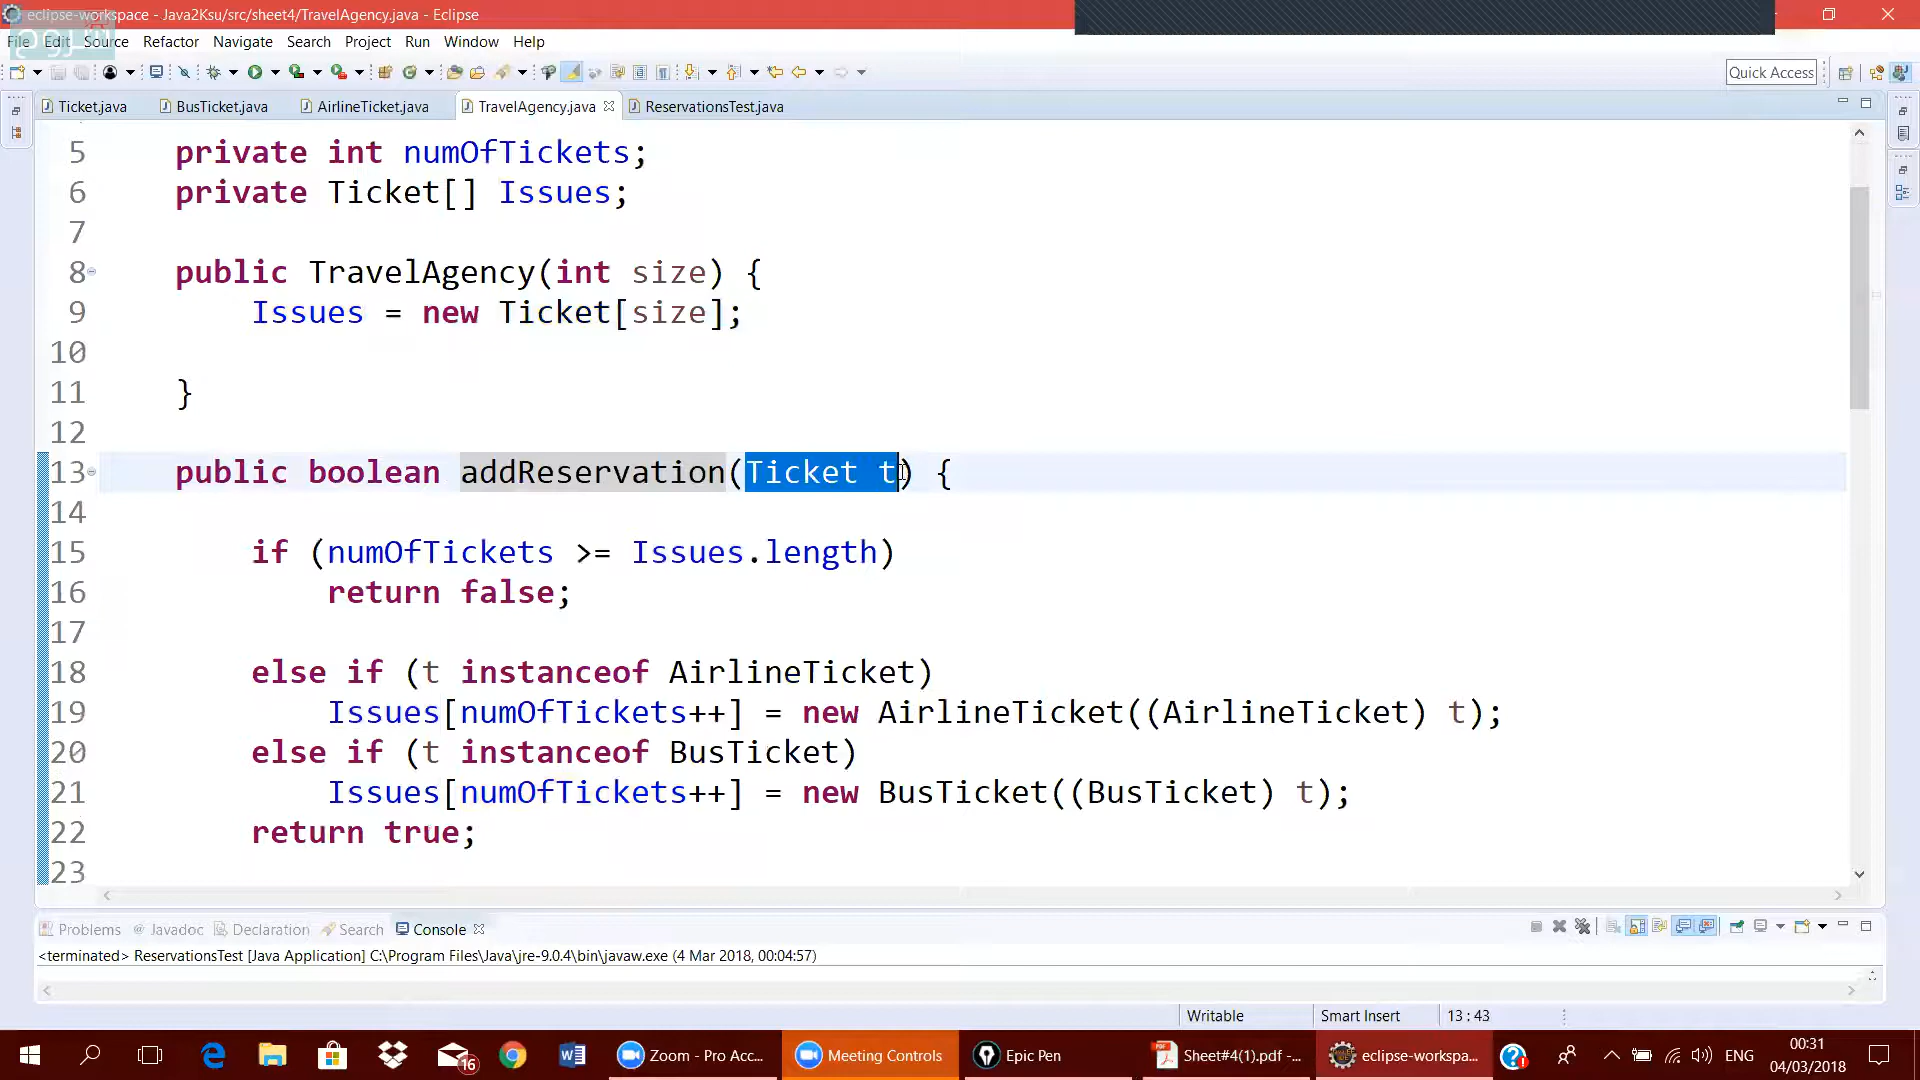 eclipse-workspace - Java2Ksu/src/sheet4/TravelAgency.java - Eclipse
File Edit Source Refactor Navigate Search Project Run Window Help
Quick Access
Ticket.java BusTicket.java AirlineTicket.java TravelAgency.java ReservationsTest.java
5 private int numOfTickets;
6 private Ticket[] Issues;
7
8 public TravelAgency(int size) {
9 Issues = new Ticket[size];
10
11 }
12
13 public boolean addReservation(Ticket t) {
14
15 if (numOfTickets >= Issues.length)
16 return false;
17
18 else if (t instanceof AirlineTicket)
19 Issues[numOfTickets++] = new AirlineTicket((AirlineTicket) t);
20 else if (t instanceof BusTicket)
21 Issues[numOfTickets++] = new BusTicket((BusTicket) t);
22 return true;
23
Problems @ Javadoc Declaration Search Console
<terminated> ReservationsTest [Java Application] C:\Program Files\Java\jre-9.0.4\bin\javaw.exe (4 Mar 2018, 00:04:57)
Writable Smart Insert 13 : 43
16 Zoom - Pro Acc... Meeting Controls Epic Pen Sheet#4(1).pdf -... eclipse-workspa... ENG 00:31
04/03/2018